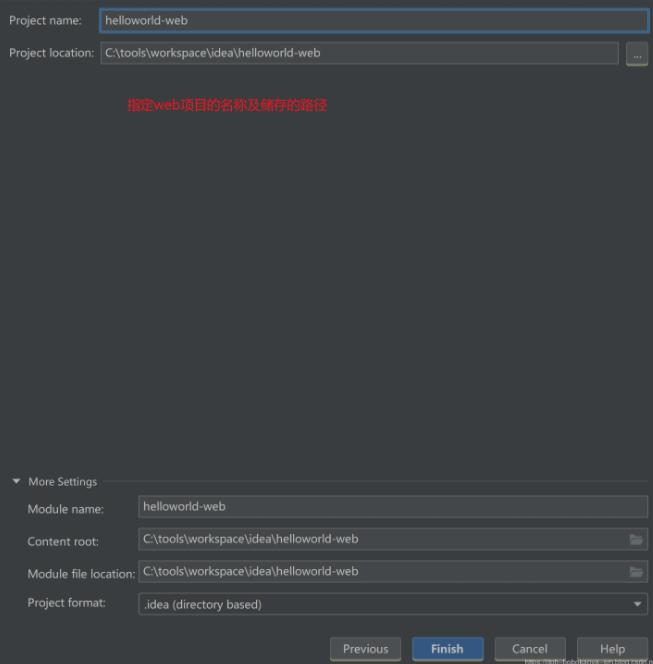 Project name: helloworld-web
Project location: C:\tools\workspace\idea\helloworld-web ...
指定web项目的名称及储存的路径
More Settings
Module name: helloworld-web
Content root: C:\tools\workspace\idea\helloworld-web
Module file location: C:\tools\workspace\idea\helloworld-web
Project format: .idea (directory based)
Previous Finish Cancel Help